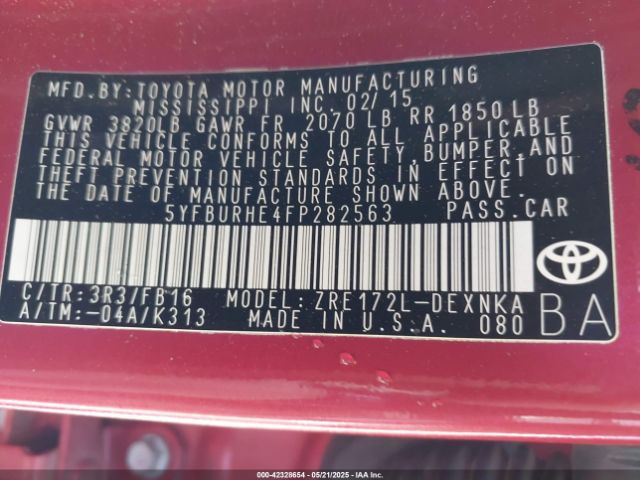 MFD.BY:TOYOTA MOTOR MANUFACTURING
MISSISSIPPI INC. 02/15
GVWR 3820LB GAWR FR 2070 LB RR 1850 LB
THIS VEHICLE CONFORMS TO ALL APPLICABLE
FEDERAL MOTOR VEHICLE SAFETY,BUMPER,AND
THEFT PREVENTION STANDARDS IN EFFECT ON
THE DATE OF MANUFACTURE SHOWN ABOVE.
5YFBURHE4FP282563 PASS.CAR
C/TR:3R3/FB16 MODEL:ZRE172L-DEXNKA
A/TM:-04A/K313 MADE IN U.S.A. 080
BA
000-42328654 - 05/21/2025 - IAAI.COM